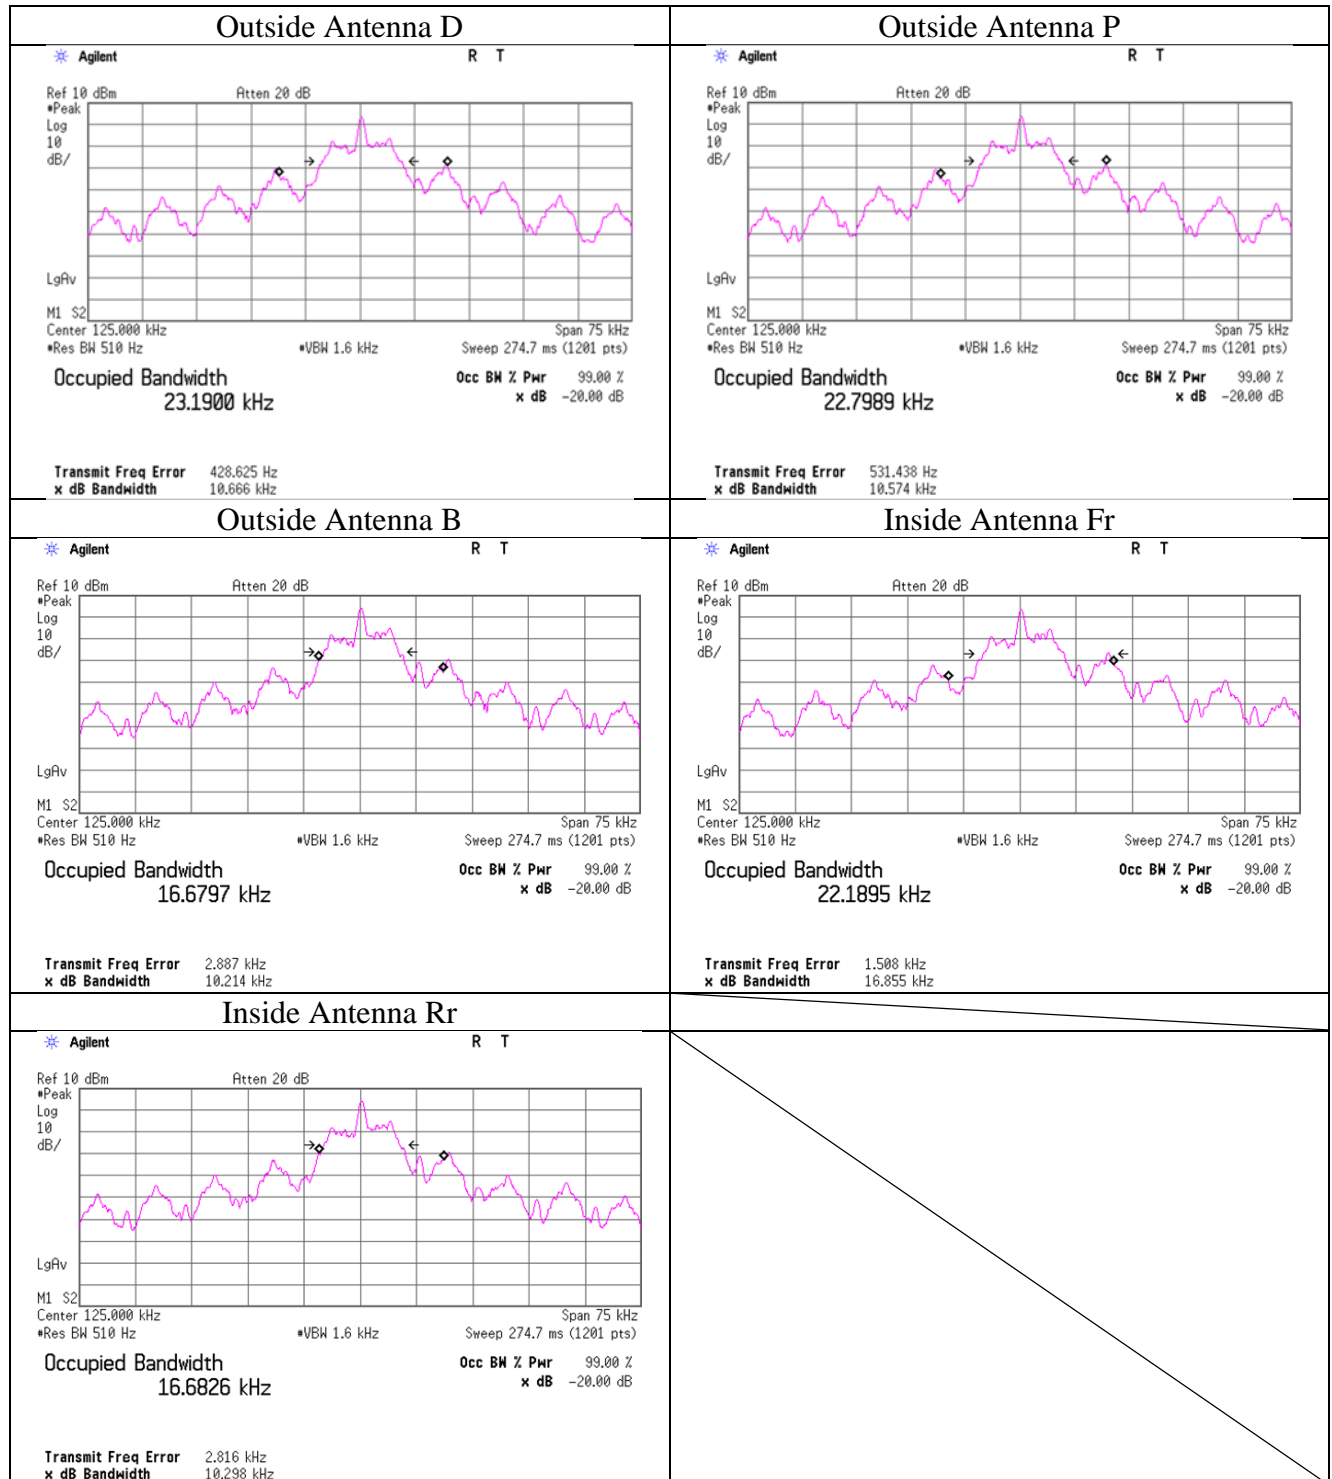 Outside Antenna D
Agilent R T
Ref 10 dBm Atten 20 dB
#Peak
Log
10
dB/
LgAv
M1 S2
Center 125.000 kHz Span 75 kHz
#Res BW 510 Hz #VBW 1.6 kHz Sweep 274.7 ms (1201 pts)
Occupied Bandwidth Occ BW % Pwr 99.00 %
23.1900 kHz x dB -20.00 dB
Transmit Freq Error 428.625 Hz
x dB Bandwidth 10.666 kHz
Outside Antenna P
Agilent R T
Ref 10 dBm Atten 20 dB
#Peak
Log
10
dB/
LgAv
M1 S2
Center 125.000 kHz Span 75 kHz
#Res BW 510 Hz #VBW 1.6 kHz Sweep 274.7 ms (1201 pts)
Occupied Bandwidth Occ BW % Pwr 99.00 %
22.7989 kHz x dB -20.00 dB
Transmit Freq Error 531.438 Hz
x dB Bandwidth 10.574 kHz
Outside Antenna B
Agilent R T
Ref 10 dBm Atten 20 dB
#Peak
Log
10
dB/
LgAv
M1 S2
Center 125.000 kHz Span 75 kHz
#Res BW 510 Hz #VBW 1.6 kHz Sweep 274.7 ms (1201 pts)
Occupied Bandwidth Occ BW % Pwr 99.00 %
16.6797 kHz x dB -20.00 dB
Transmit Freq Error 2.887 kHz
x dB Bandwidth 10.214 kHz
Inside Antenna Fr
Agilent R T
Ref 10 dBm Atten 20 dB
#Peak
Log
10
dB/
LgAv
M1 S2
Center 125.000 kHz Span 75 kHz
#Res BW 510 Hz #VBW 1.6 kHz Sweep 274.7 ms (1201 pts)
Occupied Bandwidth Occ BW % Pwr 99.00 %
22.1895 kHz x dB -20.00 dB
Transmit Freq Error 1.508 kHz
x dB Bandwidth 16.855 kHz
Inside Antenna Rr
Agilent R T
Ref 10 dBm Atten 20 dB
#Peak
Log
10
dB/
LgAv
M1 S2
Center 125.000 kHz Span 75 kHz
#Res BW 510 Hz #VBW 1.6 kHz Sweep 274.7 ms (1201 pts)
Occupied Bandwidth Occ BW % Pwr 99.00 %
16.6826 kHz x dB -20.00 dB
Transmit Freq Error 2.816 kHz
x dB Bandwidth 10.298 kHz